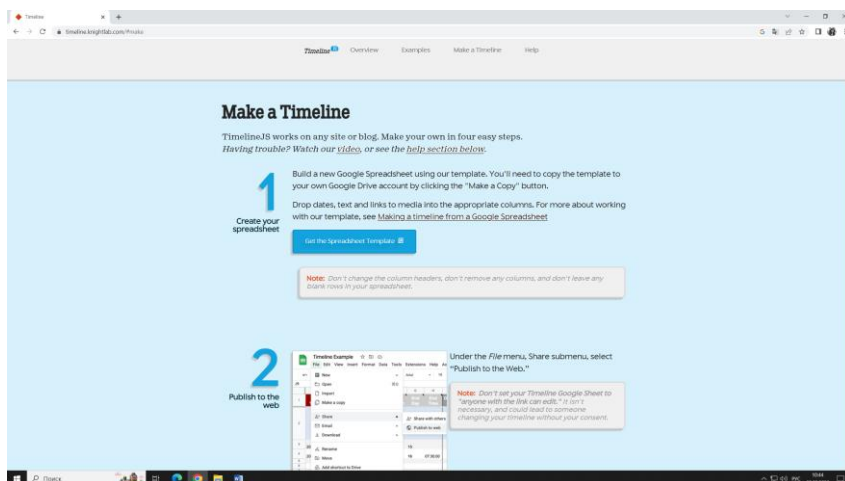 Timeline
timeline.knightlab.com/#make
Timeline Overview Examples Make a Timeline Help
Make a Timeline
TimelineJS works on any site or blog. Make your own in four easy steps.
Having trouble? Watch our video, or see the help section below.
1
Create your
spreadsheet
Build a new Google Spreadsheet using our template. You'll need to copy the template to
your own Google Drive account by clicking the "Make a Copy" button.
Drop dates, text and links to media into the appropriate columns. For more about working
with our template, see Making a timeline from a Google Spreadsheet
Get the Spreadsheet Template
Note: Don't change the column headers, don't remove any columns, and don't leave any
blank rows in your spreadsheet.
2
Publish to the
web
Timeline Example
File Edit View Insert Format Data Tools Extensions Help
New
Open
Import
Make a copy
Share
Share with others
Email
Publish to web
Download
Rename
Move
Add shortcut to Drive
Under the File menu, Share submenu, select
"Publish to the Web."
Note: Don't set your Timeline Google Sheet to
"anyone with the link can edit." It isn't
necessary, and could lead to someone
changing your timeline without your consent.
Поиск